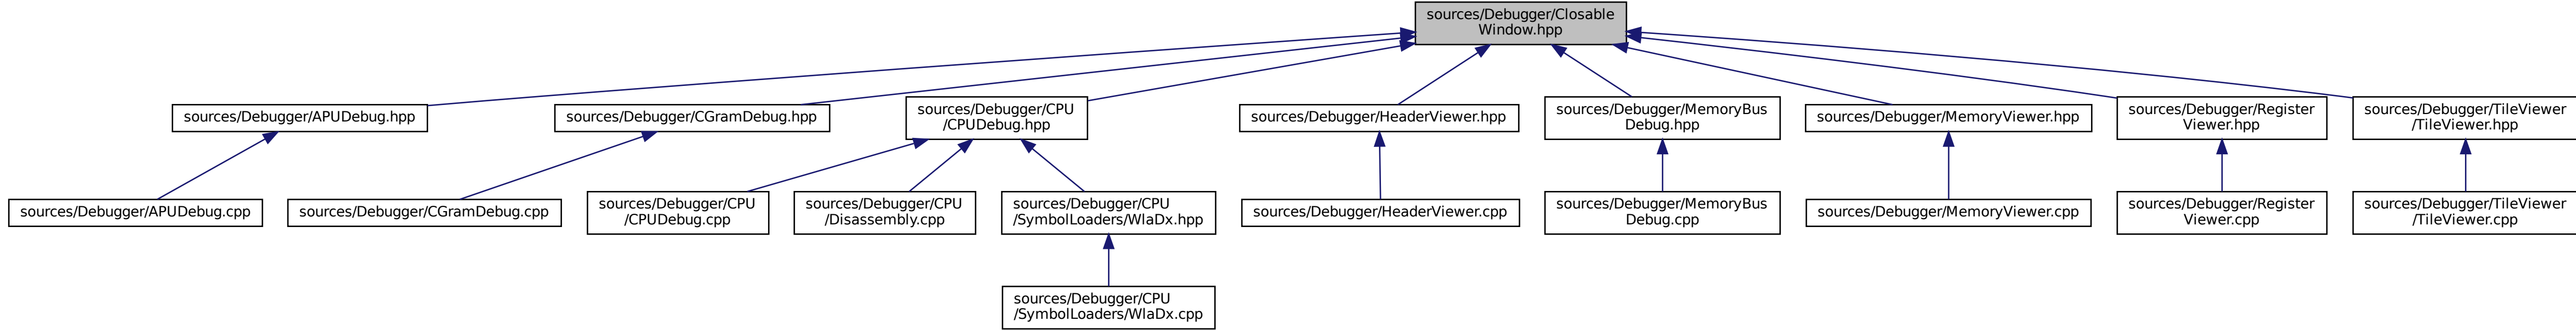 sources/Debugger/Closable
Window.hpp
sources/Debugger/APUDebug.hpp
sources/Debugger/CGramDebug.hpp
sources/Debugger/CPU
/CPUDebug.hpp
sources/Debugger/HeaderViewer.hpp
sources/Debugger/MemoryBus
Debug.hpp
sources/Debugger/MemoryViewer.hpp
sources/Debugger/Register
Viewer.hpp
sources/Debugger/TileViewer
/TileViewer.hpp
sources/Debugger/APUDebug.cpp
sources/Debugger/CGramDebug.cpp
sources/Debugger/CPU
/CPUDebug.cpp
sources/Debugger/CPU
/Disassembly.cpp
sources/Debugger/CPU
/SymbolLoaders/WlaDx.hpp
sources/Debugger/HeaderViewer.cpp
sources/Debugger/MemoryBus
Debug.cpp
sources/Debugger/MemoryViewer.cpp
sources/Debugger/Register
Viewer.cpp
sources/Debugger/TileViewer
/TileViewer.cpp
sources/Debugger/CPU
/SymbolLoaders/WlaDx.cpp